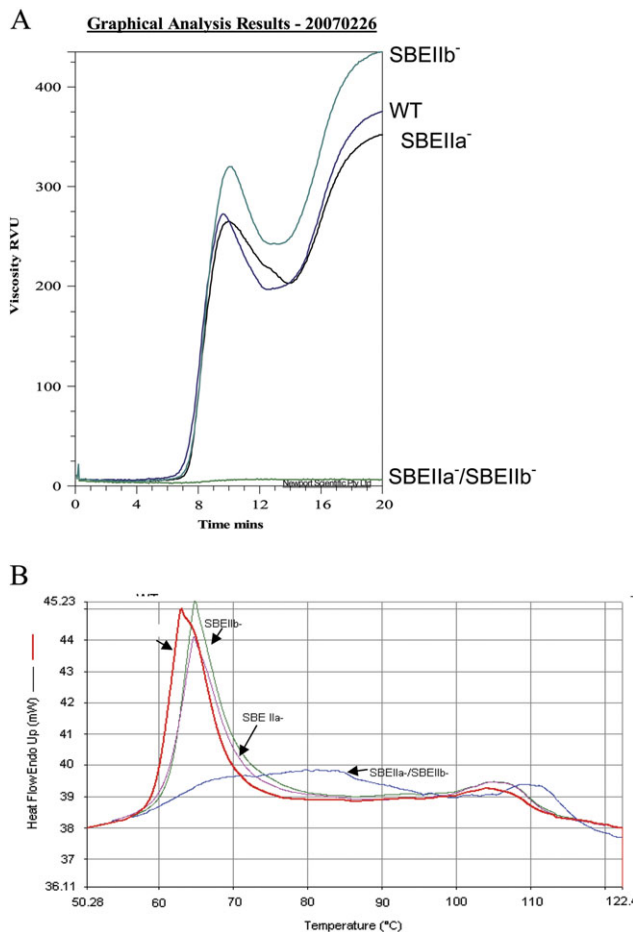 A
Graphical Analysis Results - 20070226
SBEIIb-
WT
SBEIIa-
SBEIIa-/SBEIIb-
Viscosity RVU
400
300
200
100
0
Newport Scientific Pty Ltd
0 4 8 12 16 20
Time mins
B
45.23
44
43
42
41
40
39
38
37
36.11
Heat FlowEndo Up (mW)
SBEIIb-
SBE IIa-
SBEIIa-/SBEIIb-
50.28 60 70 80 90 100 110
Temperature (°C)